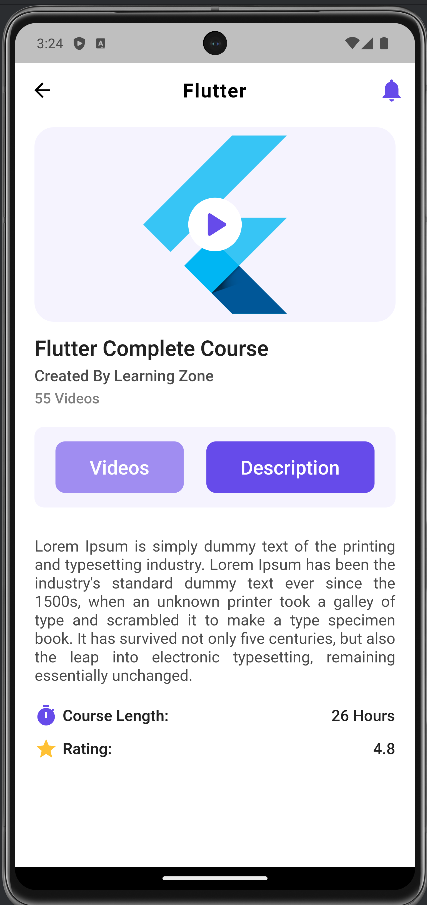 3:24
Flutter
Flutter Complete Course
Created By Learning Zone
55 Videos
Videos
Description
Lorem Ipsum is simply dummy text of the printing
and typesetting industry. Lorem Ipsum has been the
industry's standard dummy text ever since the
1500s, when an unknown printer took a galley of
type and scrambled it to make a type specimen
book. It has survived not only five centuries, but also
the leap into electronic typesetting, remaining
essentially unchanged.
Course Length: 26 Hours
Rating: 4.8